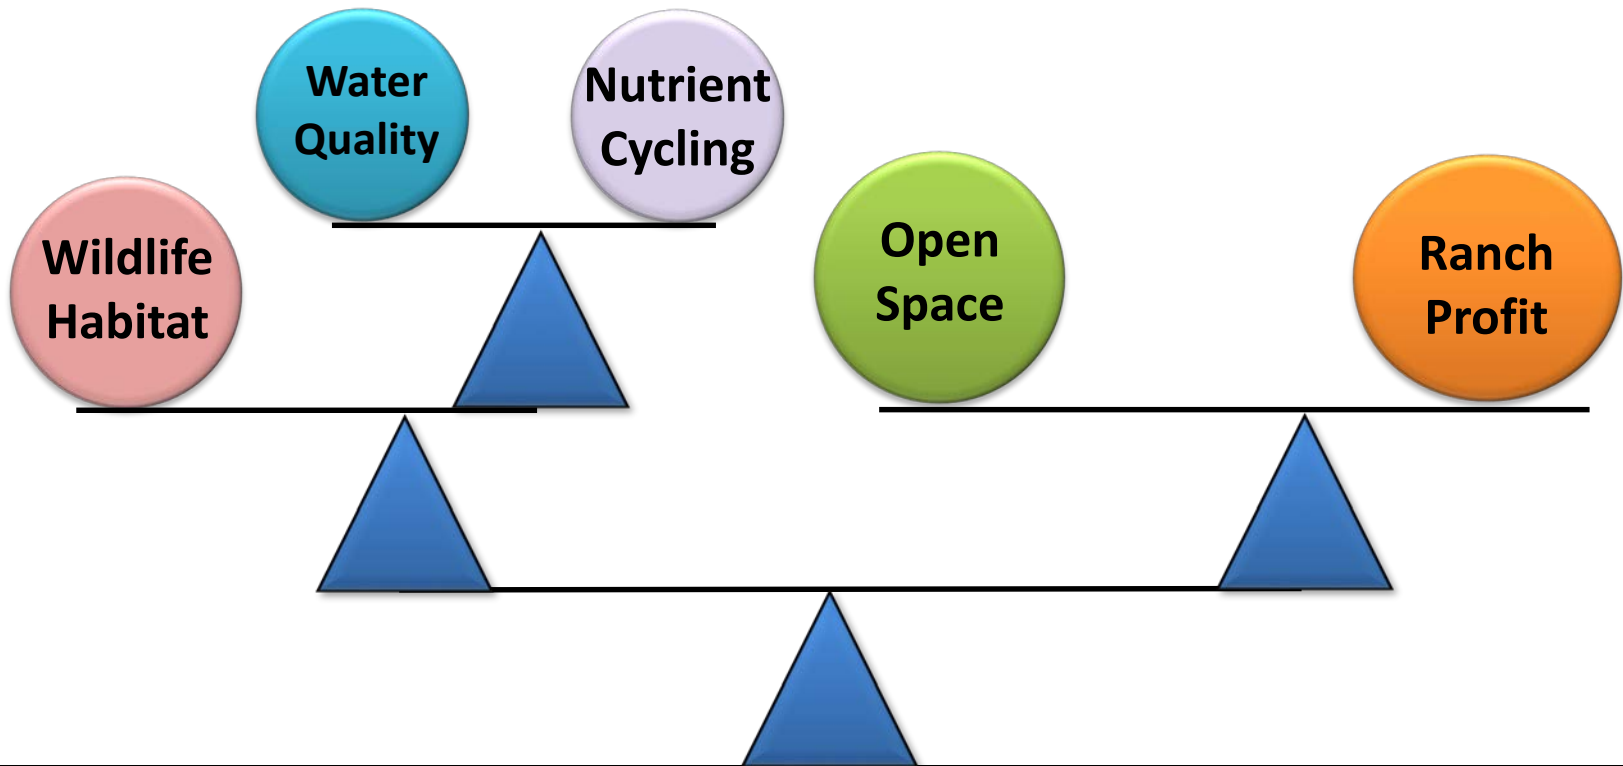 Water
Quality
Nutrient
Cycling
Wildlife
Habitat
Open
Space
Ranch
Profit